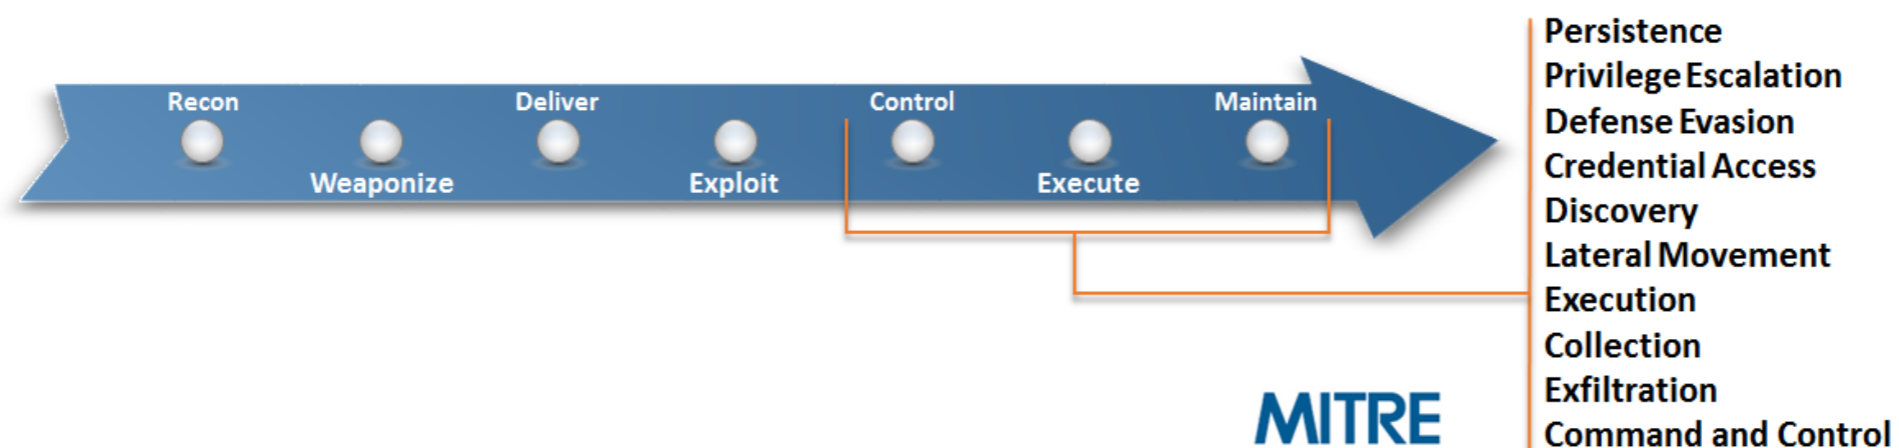 Recon
Weaponize
Deliver
Exploit
Control
Execute
Maintain
Persistence
Privilege Escalation
Defense Evasion
Credential Access
Discovery
Lateral Movement
Execution
Collection
Exfiltration
Command and Control
MITRE